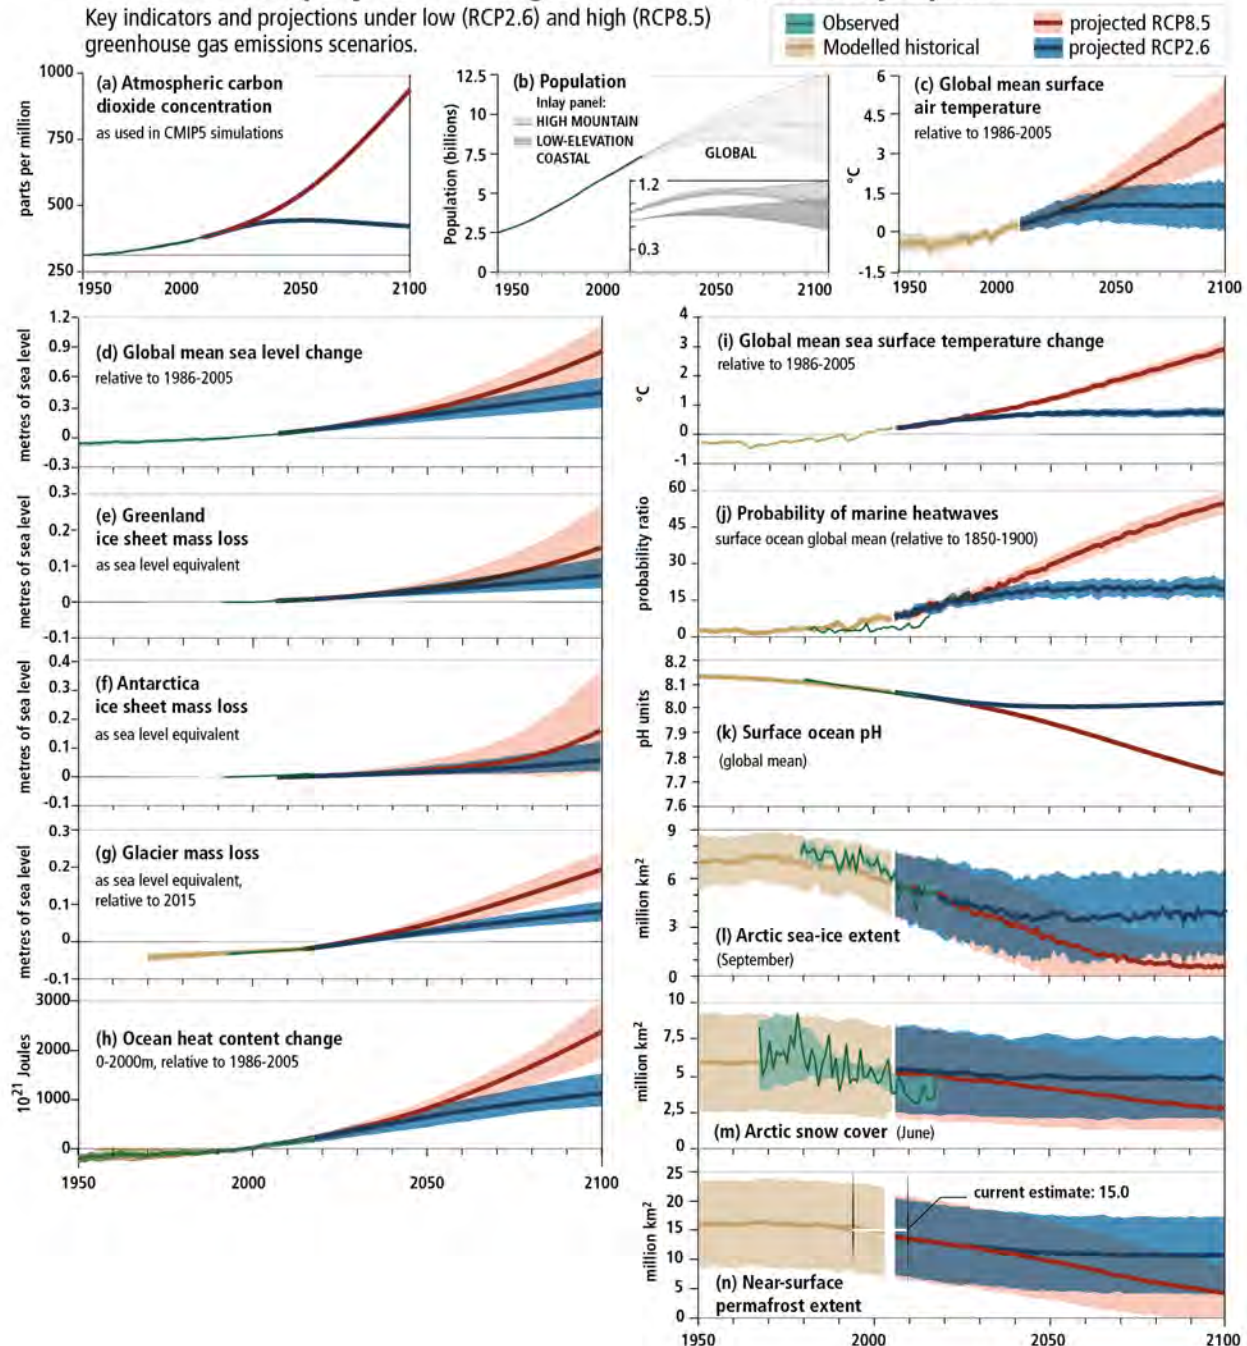 Key indicators and projections under low (RCP2.6) and high (RCP8.5)
greenhouse gas emissions scenarios.
Observed
projected RCP8.5
Modelled historical
projected RCP2.6
parts per million
1000
750
500
250
(a) Atmospheric carbon
dioxide concentration
as used in CMIP5 simulations
1950
2000
2050
2100
Population (billions)
12.5
10
7.5
5
2.5
0
(b) Population
Inlay panel:
HIGH MOUNTAIN
LOW-ELEVATION
COASTAL
GLOBAL
1.2
0.3
1950
2000
2050
2100
°C
6
4.5
3
1.5
0
-1.5
(c) Global mean surface
air temperature
relative to 1986-2005
1950
2000
2050
2100
metres of sea level
1.2
0.9
0.6
0.3
0
-0.3
(d) Global mean sea level change
relative to 1986-2005
metres of sea level
0.3
0.2
0.1
0
-0.1
(e) Greenland
ice sheet mass loss
as sea level equivalent
metres of sea level
0.4
0.3
0.2
0.1
0
-0.1
(f) Antarctica
ice sheet mass loss
as sea level equivalent
metres of sea level
0.3
0.2
0.1
0
-0.1
(g) Glacier mass loss
as sea level equivalent,
relative to 2015
10²¹ Joules
3000
2000
1000
0
(h) Ocean heat content change
0-2000m, relative to 1986-2005
1950
2000
2050
2100
°C
4
3
2
1
0
-1
(i) Global mean sea surface temperature change
relative to 1986-2005
probability ratio
60
45
30
15
0
(j) Probability of marine heatwaves
surface ocean global mean (relative to 1850-1900)
pH units
8.2
8.1
8.0
7.9
7.8
7.7
7.6
(k) Surface ocean pH
(global mean)
million km²
9
6
3
0
(l) Arctic sea-ice extent
(September)
million km²
10
7,5
5
2,5
0
(m) Arctic snow cover (June)
million km²
25
20
15
10
5
0
current estimate: 15.0
(n) Near-surface
permafrost extent
1950
2000
2050
2100